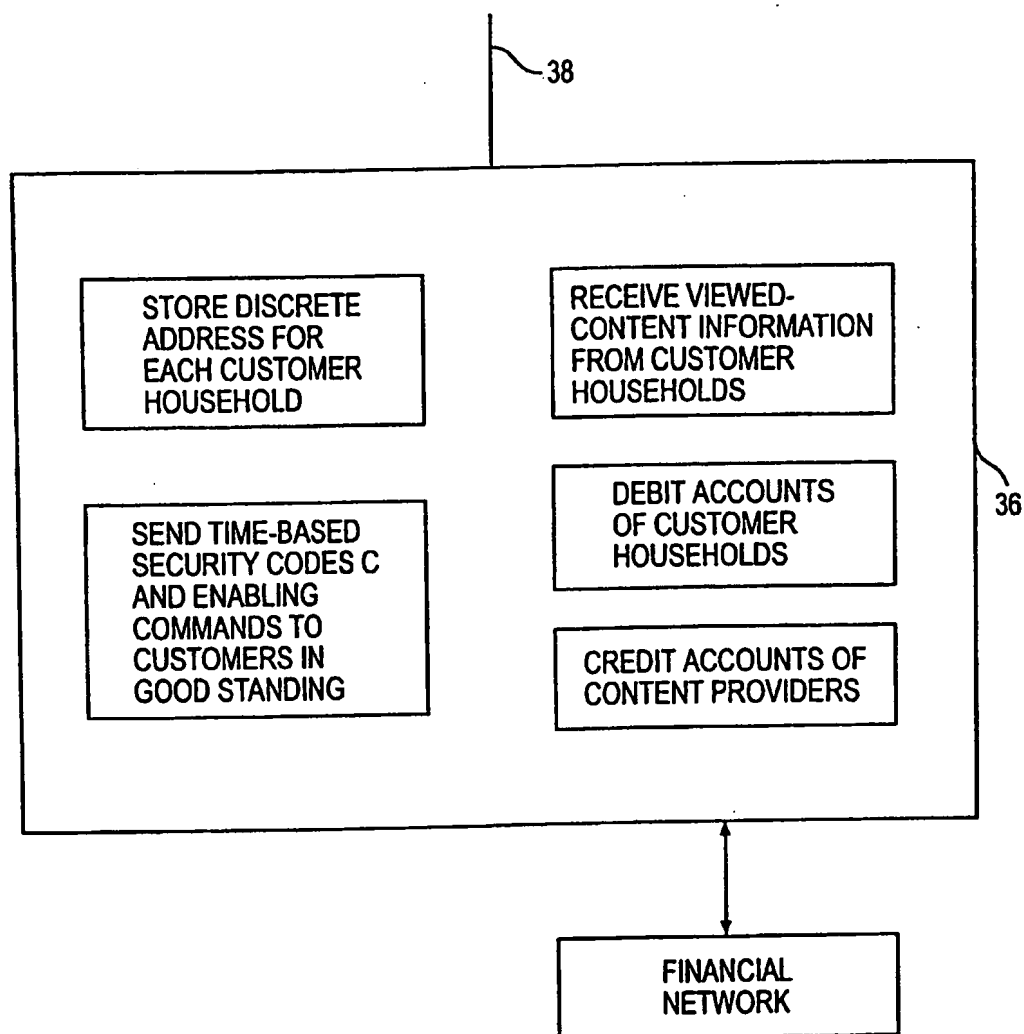 38
STORE DISCRETE
ADDRESS FOR
EACH CUSTOMER
HOUSEHOLD
RECEIVE VIEWED-
CONTENT INFORMATION
FROM CUSTOMER
HOUSEHOLDS
36
SEND TIME-BASED
SECURITY CODES C
AND ENABLING
COMMANDS TO
CUSTOMERS IN
GOOD STANDING
DEBIT ACCOUNTS
OF CUSTOMER
HOUSEHOLDS
CREDIT ACCOUNTS OF
CONTENT PROVIDERS
FINANCIAL
NETWORK